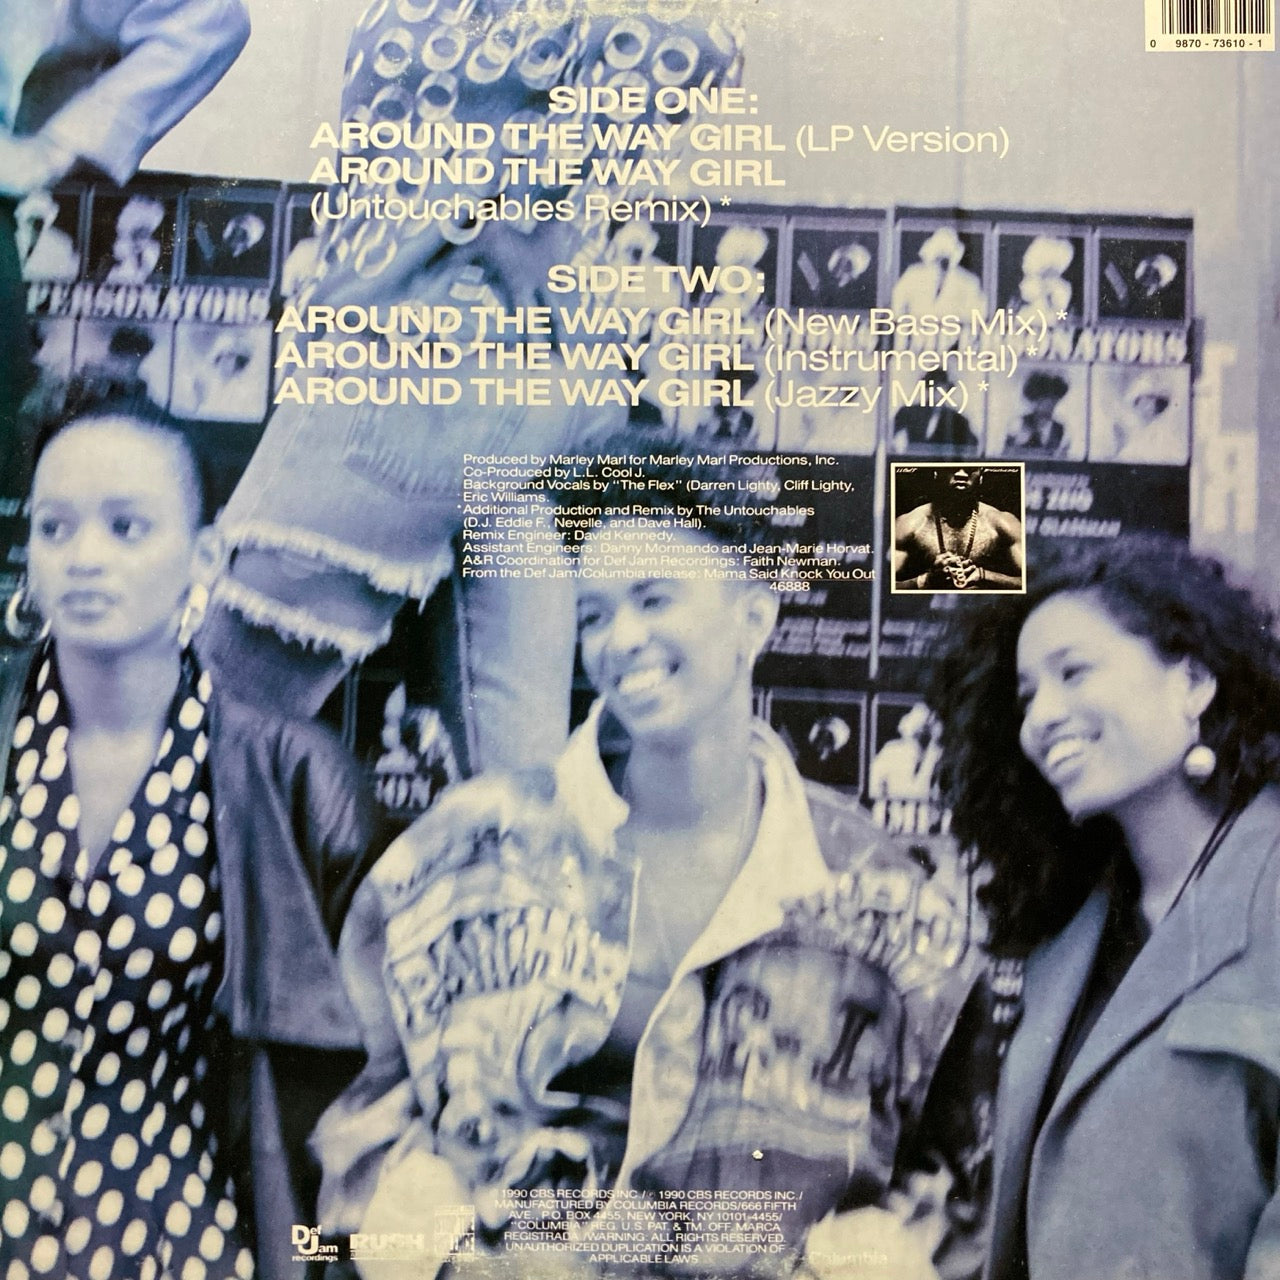 0 9870 - 73610 - 1
SIDE ONE:
AROUND THE WAY GIRL (LP Version)
AROUND THE WAY GIRL
(Untouchables Remix) *
SIDE TWO:
AROUND THE WAY GIRL (New Bass Mix) *
AROUND THE WAY GIRL (Instrumental) *
AROUND THE WAY GIRL (Jazzy Mix) *
PERSONATORS
NATORS
Produced by Marley Marl for Marley Marl Productions, Inc.
Co-Produced by L.L. Cool J.
Background Vocals by "The Flex" (Darren Lighty, Cliff Lighty,
Eric Williams.
*Additional Production and Remix by The Untouchables
(D.J. Eddie F., Nevelle, and Dave Hall).
Remix Engineer: David Kennedy.
Assistant Engineers: Danny Mormando and Jean-Marie Horvat.
A&R Coordination for Def Jam Recordings: Faith Newman.
From the Def Jam/Columbia release: Mama Said Knock You Out
46888
1990 CBS RECORDS INC./ 1990 CBS RECORDS INC./
MANUFACTURED BY COLUMBIA RECORDS/666 FIFTH
AVE., P.O. BOX 4455, NEW YORK, NY 10101-4455/
"COLUMBIA" REG. U.S. PAT. & TM. OFF. MARCA
REGISTRADA./WARNING: ALL RIGHTS RESERVED.
UNAUTHORIZED DUPLICATION IS A VIOLATION OF
APPLICABLE LAWS
Def
Jam
recordings
RUSH
Columbia